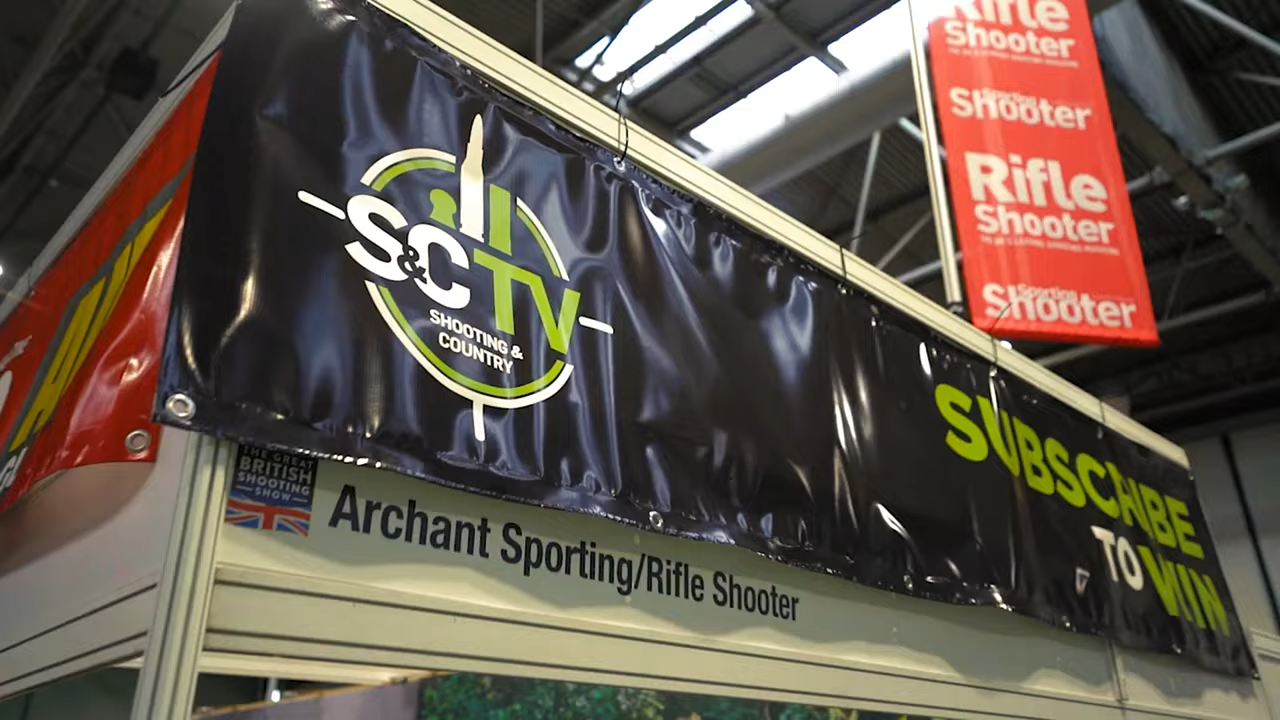 S&CTV
SHOOTING &
COUNTRY
SUBSCRIBE
TO WIN
THE GREAT
BRITISH
SHOOTING
SHOW
Archant Sporting/Rifle Shooter
Rifle
Shooter
Sporting
Shooter
Rifle
Shooter
Sporting
Shooter